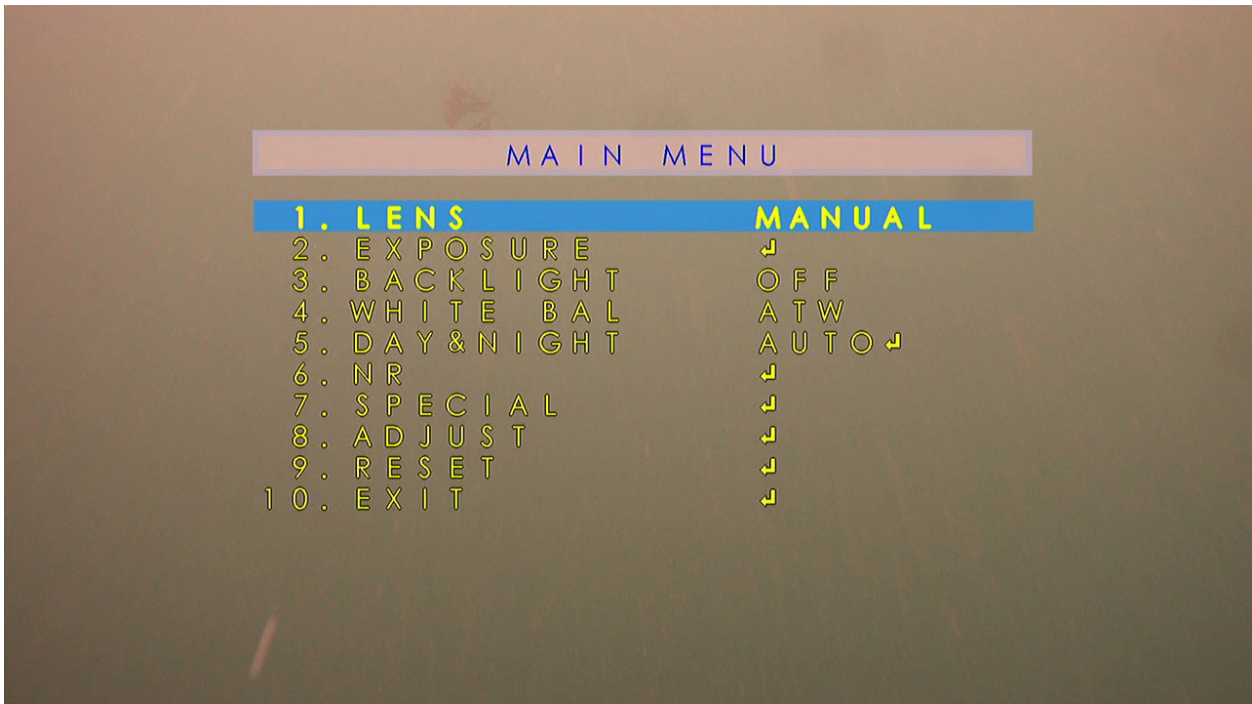 MAIN MENU
1. LENS MANUAL
2. EXPOSURE ↲
3. BACKLIGHT OFF
4. WHITE BAL ATW
5. DAY&NIGHT AUTO↲
6. NR ↲
7. SPECIAL ↲
8. ADJUST ↲
9. RESET ↲
10. EXIT ↲